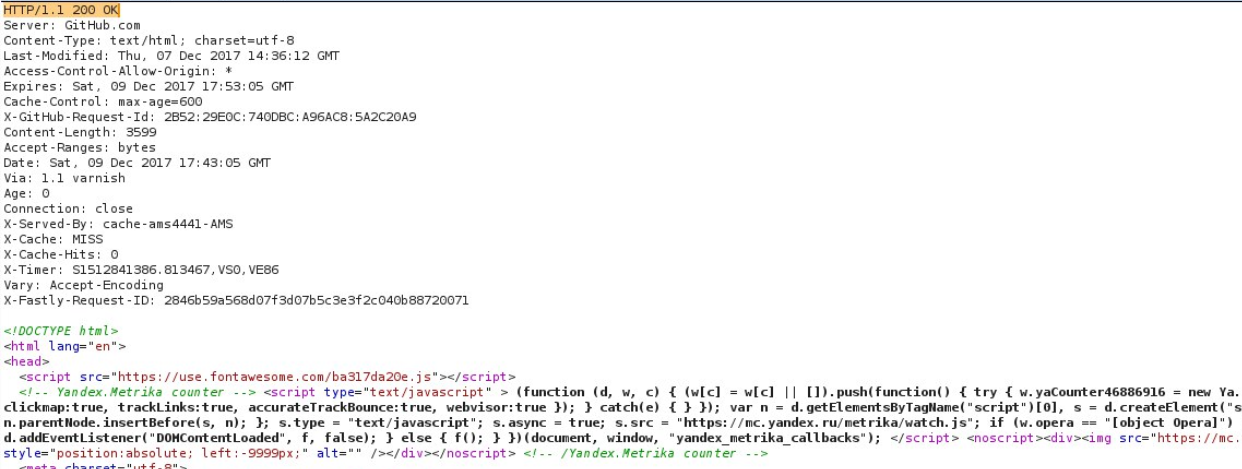 HTTP/1.1 200 OK
Server: GitHub.com
Content-Type: text/html; charset=utf-8
Last-Modified: Thu, 07 Dec 2017 14:36:12 GMT
Access-Control-Allow-Origin: *
Expires: Sat, 09 Dec 2017 17:53:05 GMT
Cache-Control: max-age=600
X-GitHub-Request-Id: 2B52:29E0C:740DBC:A96AC8:5A2C20A9
Content-Length: 3599
Accept-Ranges: bytes
Date: Sat, 09 Dec 2017 17:43:05 GMT
Via: 1.1 varnish
Age: 0
Connection: close
X-Served-By: cache-ams4441-AMS
X-Cache: MISS
X-Cache-Hits: 0
X-Timer: S1512841386.813467,VS0,VE86
Vary: Accept-Encoding
X-Fastly-Request-ID: 2846b59a568d07f3d07b5c3e3f2c040b88720071
<!DOCTYPE html>
<html lang="en">
<head>
<script src="https://use.fontawesome.com/ba317da20e.js"></script>
<!-- Yandex.Metrika counter --> <script type="text/javascript" > (function (d, w, c) { (w[c] = w[c] || []).push(function() { try { w.yaCounter46886916 = new Ya.
clickmap:true, trackLinks:true, accurateTrackBounce:true, webvisor:true }); } catch(e) { } }); var n = d.getElementsByTagName("script")[0], s = d.createElement("s
n.parentNode.insertBefore(s, n); }; s.type = "text/javascript"; s.async = true; s.src = "https://mc.yandex.ru/metrika/watch.js"; if (w.opera == "[object Opera]")
d.addEventListener("DOMContentLoaded", f, false); } else { f(); } })(document, window, "yandex_metrika_callbacks"); </script> <noscript><div><img src="https://mc.
style="position:absolute; left:-9999px;" alt="" /></div></noscript> <!-- /Yandex.Metrika counter -->
<meta charset="utf-8">